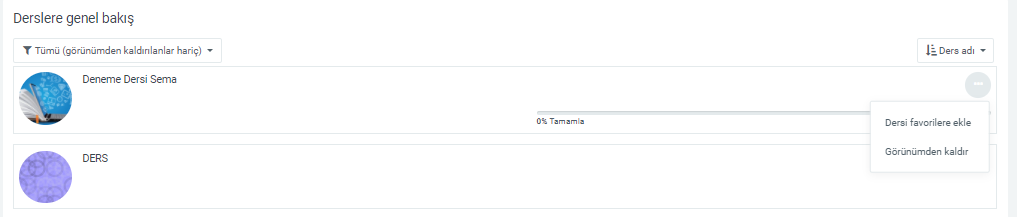 Derslere genel bakış
Tümü (görünümden kaldırılanlar hariç)
Ders adı
Deneme Dersi Sema
0% Tamamla
Dersi favorilere ekle
Görünümden kaldır
DERS